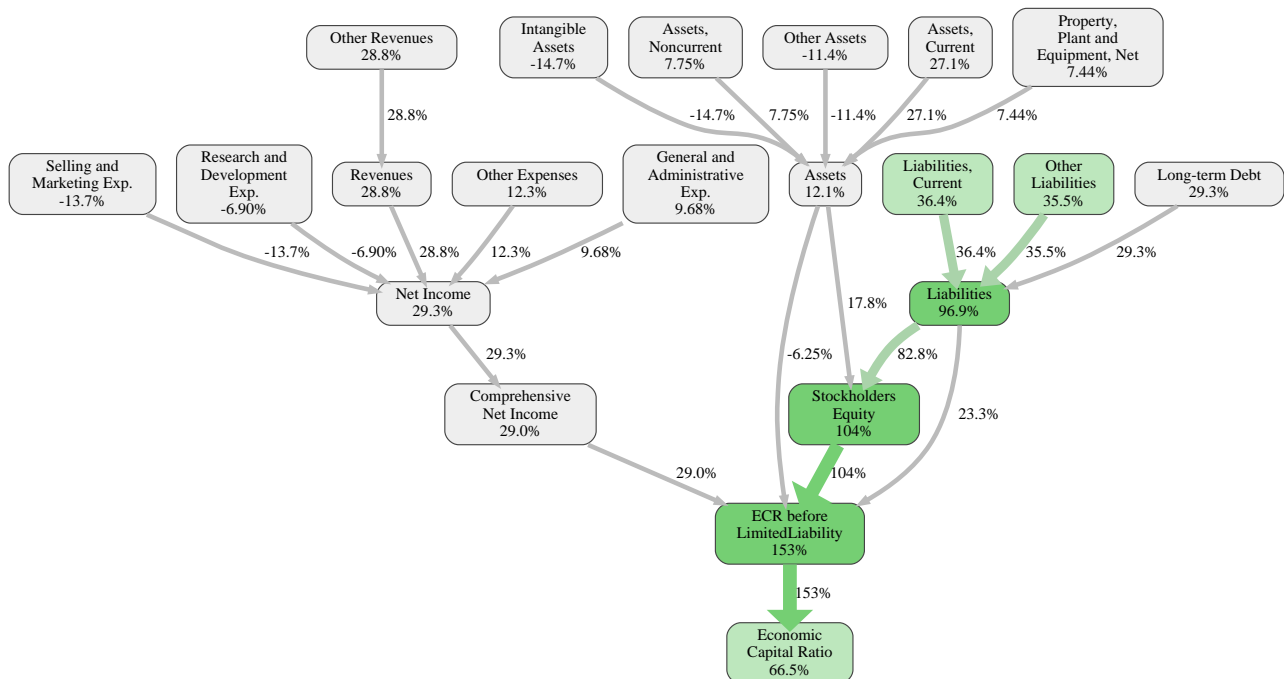 Other Revenues
28.8%
Intangible
Assets
-14.7%
Assets,
Noncurrent
7.75%
Other Assets
-11.4%
Assets,
Current
27.1%
Property,
Plant and
Equipment, Net
7.44%
28.8%
-14.7%
7.75%
-11.4%
27.1%
7.44%
Selling and
Marketing Exp.
-13.7%
Research and
Development
Exp.
-6.90%
Revenues
28.8%
Other Expenses
12.3%
General and
Administrative
Exp.
9.68%
Assets
12.1%
Liabilities,
Current
36.4%
Other
Liabilities
35.5%
Long-term Debt
29.3%
-13.7%
-6.90%
28.8%
12.3%
9.68%
36.4%
35.5%
29.3%
Net Income
29.3%
17.8%
Liabilities
96.9%
29.3%
-6.25%
82.8%
Comprehensive
Net Income
29.0%
Stockholders
Equity
104%
23.3%
29.0%
104%
ECR before
LimitedLiability
153%
153%
Economic
Capital Ratio
66.5%